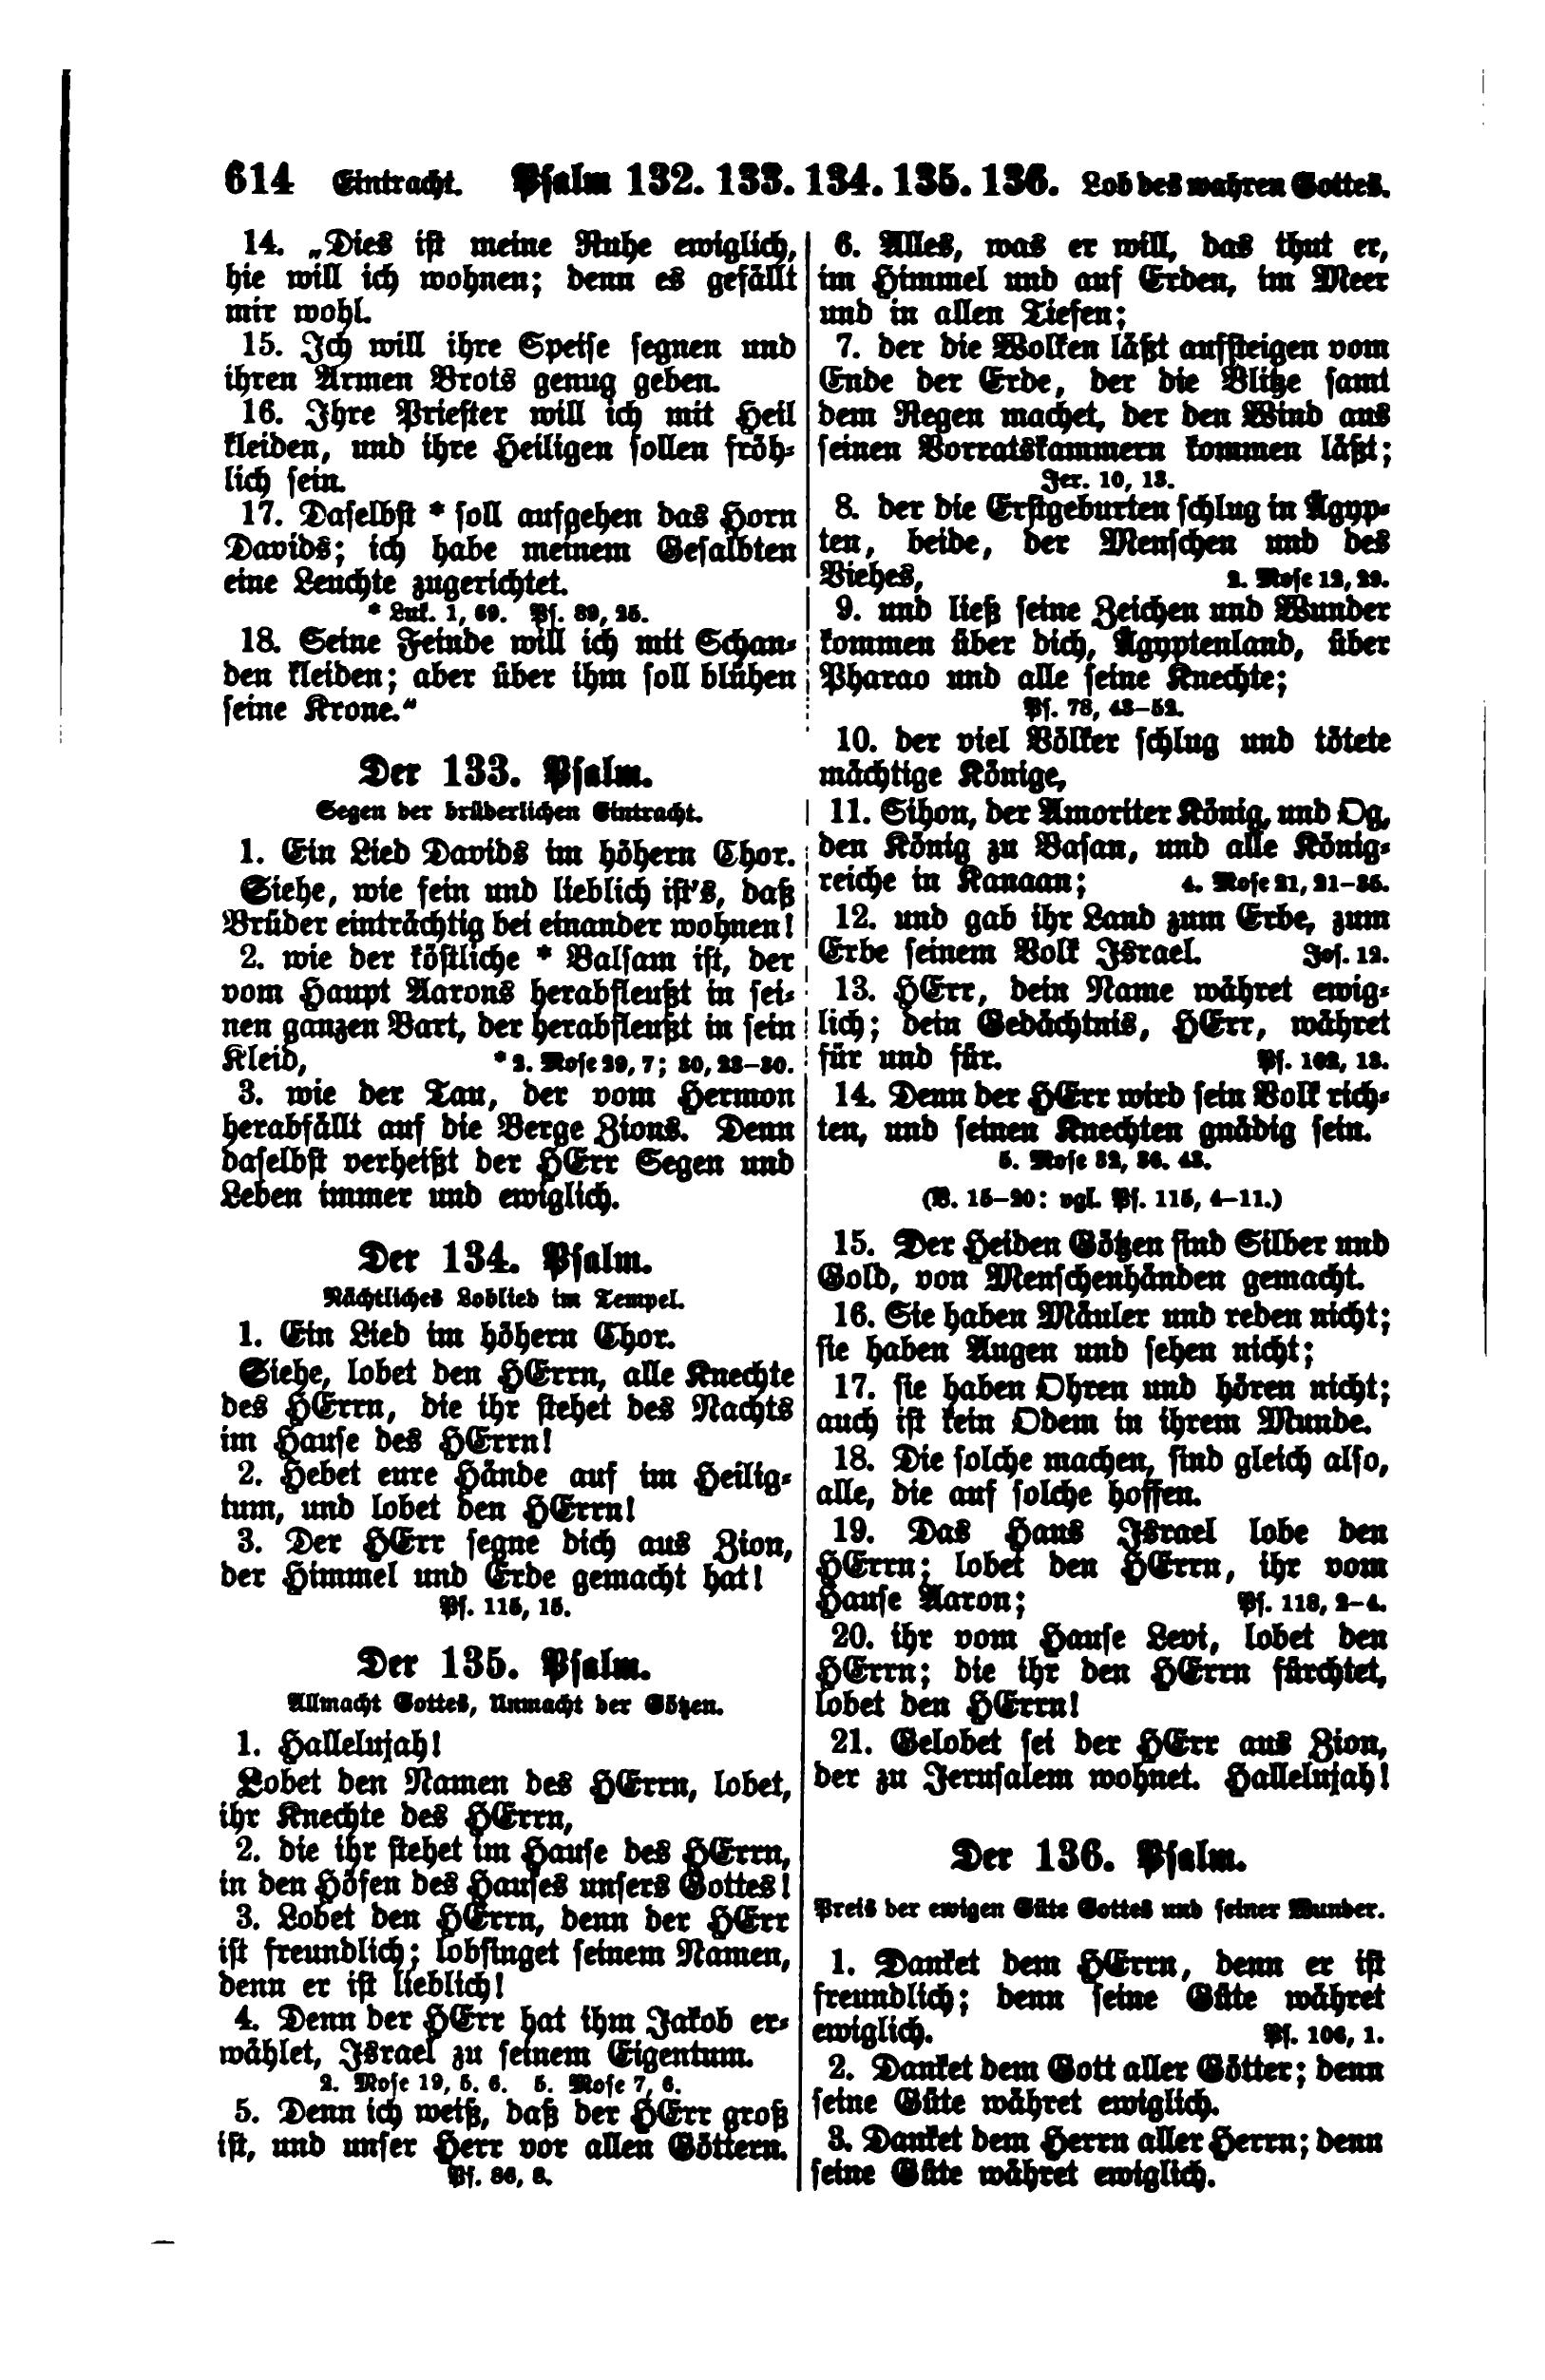 614 Eintracht. Psalm 132. 133. 134. 135. 136. Lob des wahren Gottes.
14. „Dies ist meine Ruhe ewiglich,
hie will ich wohnen; denn es gefällt
mir wohl.
15. Ich will ihre Speise segnen und
ihren Armen Brots genug geben.
16. Ihre Priester will ich mit Heil
kleiden, und ihre Heiligen sollen fröh-
lich sein.
17. Daselbst * soll aufgehen das Horn
Davids; ich habe meinem Gesalbten
eine Leuchte zugerichtet.
* Luk. 1, 69. Ps. 89, 25.
18. Seine Feinde will ich mit Schan-
den kleiden; aber über ihm soll blühen
seine Krone.“
Der 133. Psalm.
Segen der brüderlichen Eintracht.
1. Ein Lied Davids im höhern Chor.
Siehe, wie fein und lieblich ist's, daß
Brüder einträchtig bei einander wohnen!
2. wie der köstliche * Balsam ist, der
vom Haupt Aarons herabfleußt in sei-
nen ganzen Bart, der herabfleußt in sein
Kleid, * 2. Mose 29, 7; 30, 23–30.
3. wie der Tau, der vom Hermon
herabfällt auf die Berge Zions. Denn
daselbst verheißt der HErr Segen und
Leben immer und ewiglich.
Der 134. Psalm.
Nächtliches Loblied im Tempel.
1. Ein Lied im höhern Chor.
Siehe, lobet den HErrn, alle Knechte
des HErrn, die ihr stehet des Nachts
im Hause des HErrn!
2. Hebet eure Hände auf im Heilig-
tum, und lobet den HErrn!
3. Der HErr segne dich aus Zion,
der Himmel und Erde gemacht hat!
Ps. 115, 15.
Der 135. Psalm.
Allmacht Gottes, Unmacht der Götzen.
1. Hallelujah!
Lobet den Namen des HErrn, lobet,
ihr Knechte des HErrn,
2. die ihr stehet im Hause des HErrn,
in den Höfen des Hauses unsers Gottes!
3. Lobet den HErrn, denn der HErr
ist freundlich; lobsinget seinem Namen,
denn er ist lieblich!
4. Denn der HErr hat ihm Jakob er-
wählet, Israel zu seinem Eigentum.
2. Mose 19, 5. 6. 5. Mose 7, 6.
5. Denn ich weiß, daß der HErr groß
ist, und unser Herr vor allen Göttern.
Ps. 86, 8.
6. Alles, was er will, das thut er,
im Himmel und auf Erden, im Meer
und in allen Tiefen;
7. der die Wolken läßt aufsteigen vom
Ende der Erde, der die Blitze samt
dem Regen machet, der den Wind aus
seinen Vorratskammern kommen läßt;
Jer. 10, 13.
8. der die Erstgeburten schlug in Ägyp-
ten, beide, der Menschen und des
Viehes, 2. Mose 12, 29.
9. und ließ seine Zeichen und Wunder
kommen über dich, Ägyptenland, über
Pharao und alle seine Knechte;
Ps. 78, 43–52.
10. der viel Völker schlug und tötete
mächtige Könige,
11. Sihon, der Amoriter König, und Og,
den König zu Basan, und alle König-
reiche in Kanaan; 4. Mose 21, 21–35.
12. und gab ihr Land zum Erbe, zum
Erbe seinem Volk Israel. Jos. 12.
13. HErr, dein Name währet ewig-
lich; dein Gedächtnis, HErr, währet
für und für. Ps. 102, 13.
14. Denn der HErr wird sein Volk rich-
ten, und seinen Knechten gnädig sein.
5. Mose 32, 36. 43.
(V. 15–20: vgl. Ps. 115, 4–11.)
15. Der Heiden Götzen sind Silber und
Gold, von Menschenhänden gemacht.
16. Sie haben Mäuler und reden nicht;
sie haben Augen und sehen nicht;
17. sie haben Ohren und hören nicht;
auch ist kein Odem in ihrem Munde.
18. Die solche machen, sind gleich also,
alle, die auf solche hoffen.
19. Das Haus Israel lobe den
HErrn; lobet den HErrn, ihr vom
Hause Aaron; Ps. 118, 2–4.
20. ihr vom Hause Levi, lobet den
HErrn; die ihr den HErrn fürchtet,
lobet den HErrn!
21. Gelobet sei der HErr aus Zion,
der zu Jerusalem wohnet. Hallelujah!
Der 136. Psalm.
Preis der ewigen Güte Gottes und seiner Wunder.
1. Danket dem HErrn, denn er ist
freundlich; denn seine Güte währet
ewiglich. Ps. 106, 1.
2. Danket dem Gott aller Götter; denn
seine Güte währet ewiglich.
3. Danket dem Herrn aller Herrn; denn
seine Güte währet ewiglich.